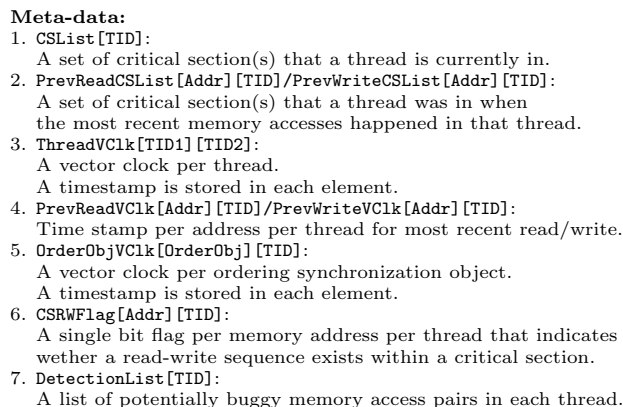 Meta-data:
1. CSList[TID]:
A set of critical section(s) that a thread is currently in.
2. PrevReadCSList[Addr][TID]/PrevWriteCSList[Addr][TID]:
A set of critical section(s) that a thread was in when
the most recent memory accesses happened in that thread.
3. ThreadVClk[TID1][TID2]:
A vector clock per thread.
A timestamp is stored in each element.
4. PrevReadVClk[Addr][TID]/PrevWriteVClk[Addr][TID]:
Time stamp per address per thread for most recent read/write.
5. OrderObjVClk[OrderObj][TID]:
A vector clock per ordering synchronization object.
A timestamp is stored in each element.
6. CSRWFlag[Addr][TID]:
A single bit flag per memory address per thread that indicates
wether a read-write sequence exists within a critical section.
7. DetectionList[TID]:
A list of potentially buggy memory access pairs in each thread.